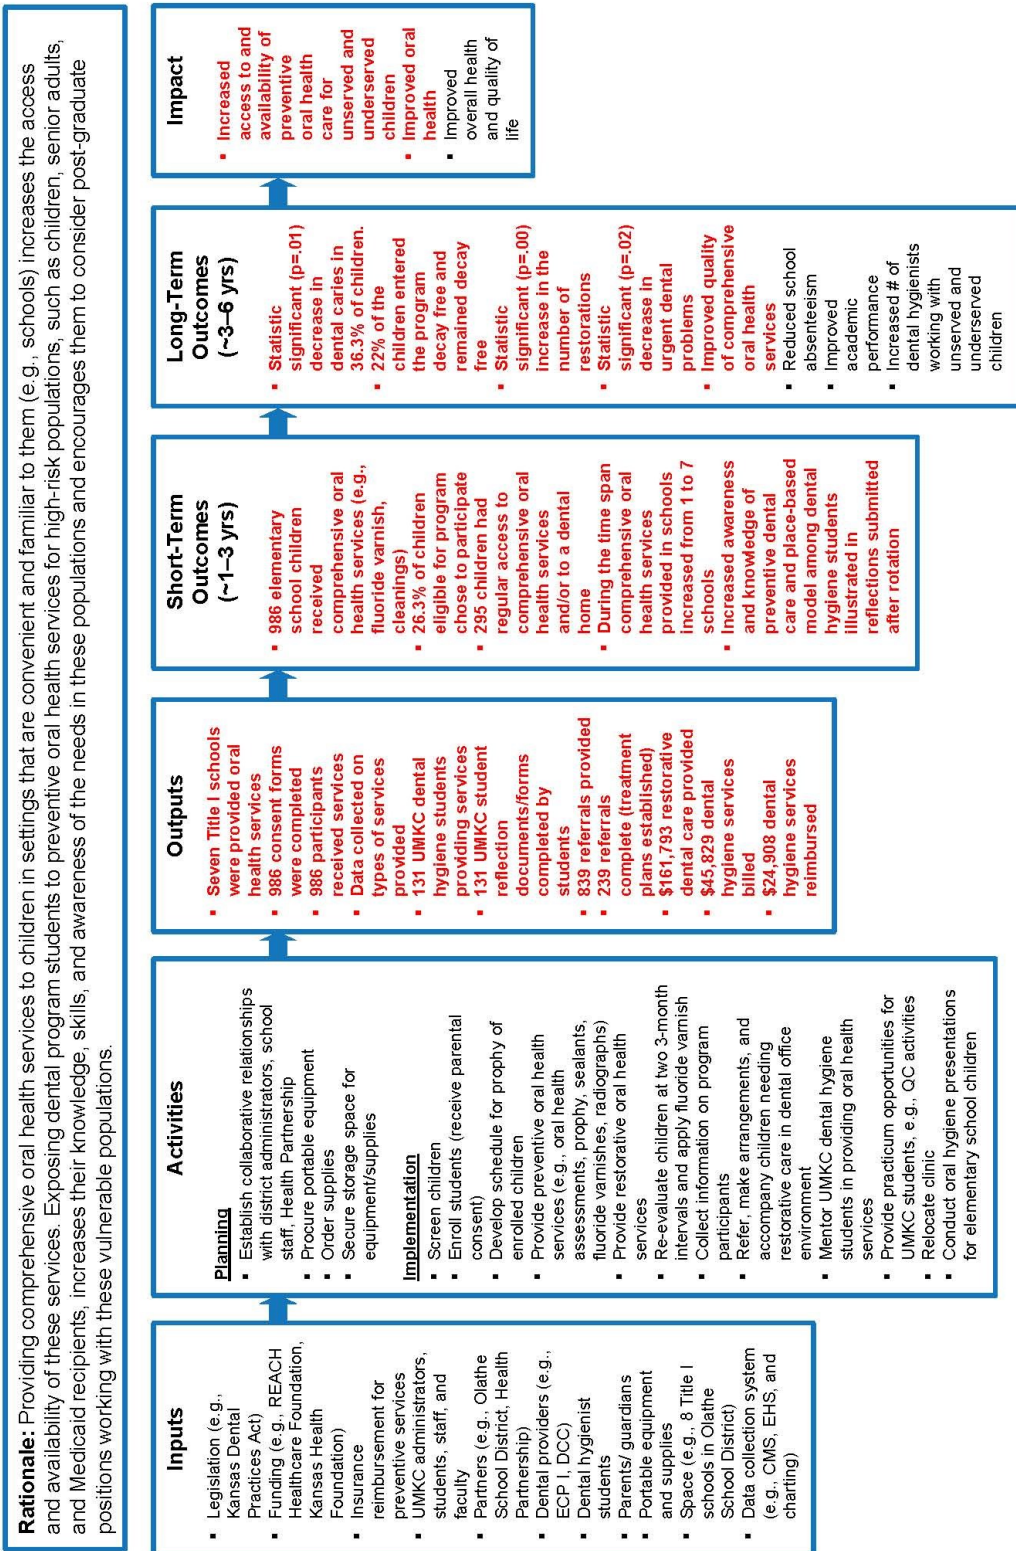 Rationale: Providing comprehensive oral health services to children in settings that are convenient and familiar to them (e.g., schools) increases the access
and availability of these services. Exposing dental program students to preventive oral health services for high-risk populations, such as children, senior adults,
and Medicaid recipients, increases their knowledge, skills, and awareness of the needs in these populations and encourages them to consider post-graduate
positions working with these vulnerable populations.
Inputs
▪ Legislation (e.g.,
Kansas Dental
Practices Act)
▪ Funding (e.g., REACH
Healthcare Foundation,
Kansas Health
Foundation)
▪ Insurance
reimbursement for
preventive services
▪ UMKC administrators,
students, staff, and
faculty
▪ Partners (e.g., Olathe
School District, Health
Partnership)
▪ Dental providers (e.g.,
ECP I, DCC)
▪ Dental hygienist
students
▪ Parents/ guardians
▪ Portable equipment
and supplies
▪ Space (e.g., 8 Title I
schools in Olathe
School District)
▪ Data collection system
(e.g., CMS, EHS, and
charting)
Activities
Planning
▪ Establish collaborative relationships
with district administrators, school
staff, Health Partnership
▪ Procure portable equipment
▪ Order supplies
▪ Secure storage space for
equipment/supplies
Implementation
▪ Screen children
▪ Enroll students (receive parental
consent)
▪ Develop schedule for prophy of
enrolled children
▪ Provide preventive oral health
services (e.g., oral health
assessments, prophy, sealants,
fluoride varnishes, radiographs)
▪ Provide restorative oral health
services
▪ Re-evaluate children at two 3-month
intervals and apply fluoride varnish
▪ Collect information on program
participants
▪ Refer, make arrangements, and
accompany children needing
restorative care in dental office
environment
▪ Mentor UMKC dental hygiene
students in providing oral health
services
▪ Provide practicum opportunities for
UMKC students, e.g., QC activities
▪ Relocate clinic
▪ Conduct oral hygiene presentations
for elementary school children
Outputs
▪ Seven Title I schools
were provided oral
health services
▪ 986 consent forms
were completed
▪ 986 participants
received services
▪ Data collected on
types of services
provided
▪ 131 UMKC dental
hygiene students
providing services
▪ 131 UMKC student
reflection
documents/forms
completed by
students
▪ 839 referrals provided
▪ 239 referrals
complete (treatment
plans established)
▪ $161,793 restorative
dental care provided
▪ $45,829 dental
hygiene services
billed
▪ $24,908 dental
hygiene services
reimbursed
Short-Term
Outcomes
(~1–3 yrs)
▪ 986 elementary
school children
received
comprehensive oral
health services (e.g.,
fluoride varnish,
cleanings)
▪ 26.3% of children
eligible for program
chose to participate
▪ 295 children had
regular access to
comprehensive oral
health services
and/or to a dental
home
▪ During the time span
comprehensive oral
health services
provided in schools
increased from 1 to 7
schools
▪ Increased awareness
and knowledge of
preventive dental
care and place-based
model among dental
hygiene students
illustrated in
reflections submitted
after rotation
Long-Term
Outcomes
(~3–6 yrs)
▪ Statistic
significant (p=.01)
decrease in
dental caries in
36.3% of children.
▪ 22% of the
children entered
the program
decay free and
remained decay
free
▪ Statistic
significant (p=.00)
increase in the
number of
restorations
▪ Statistic
significant (p=.02)
decrease in
urgent dental
problems
▪ Improved quality
of comprehensive
oral health
services
▪ Reduced school
absenteeism
▪ Improved
academic
performance
▪ Increased # of
dental hygienists
working with
unserved and
underserved
children
Impact
▪ Increased
access to and
availability of
preventive
oral health
care for
unserved and
underserved
children
▪ Improved oral
health
▪ Improved
overall health
and quality of
life